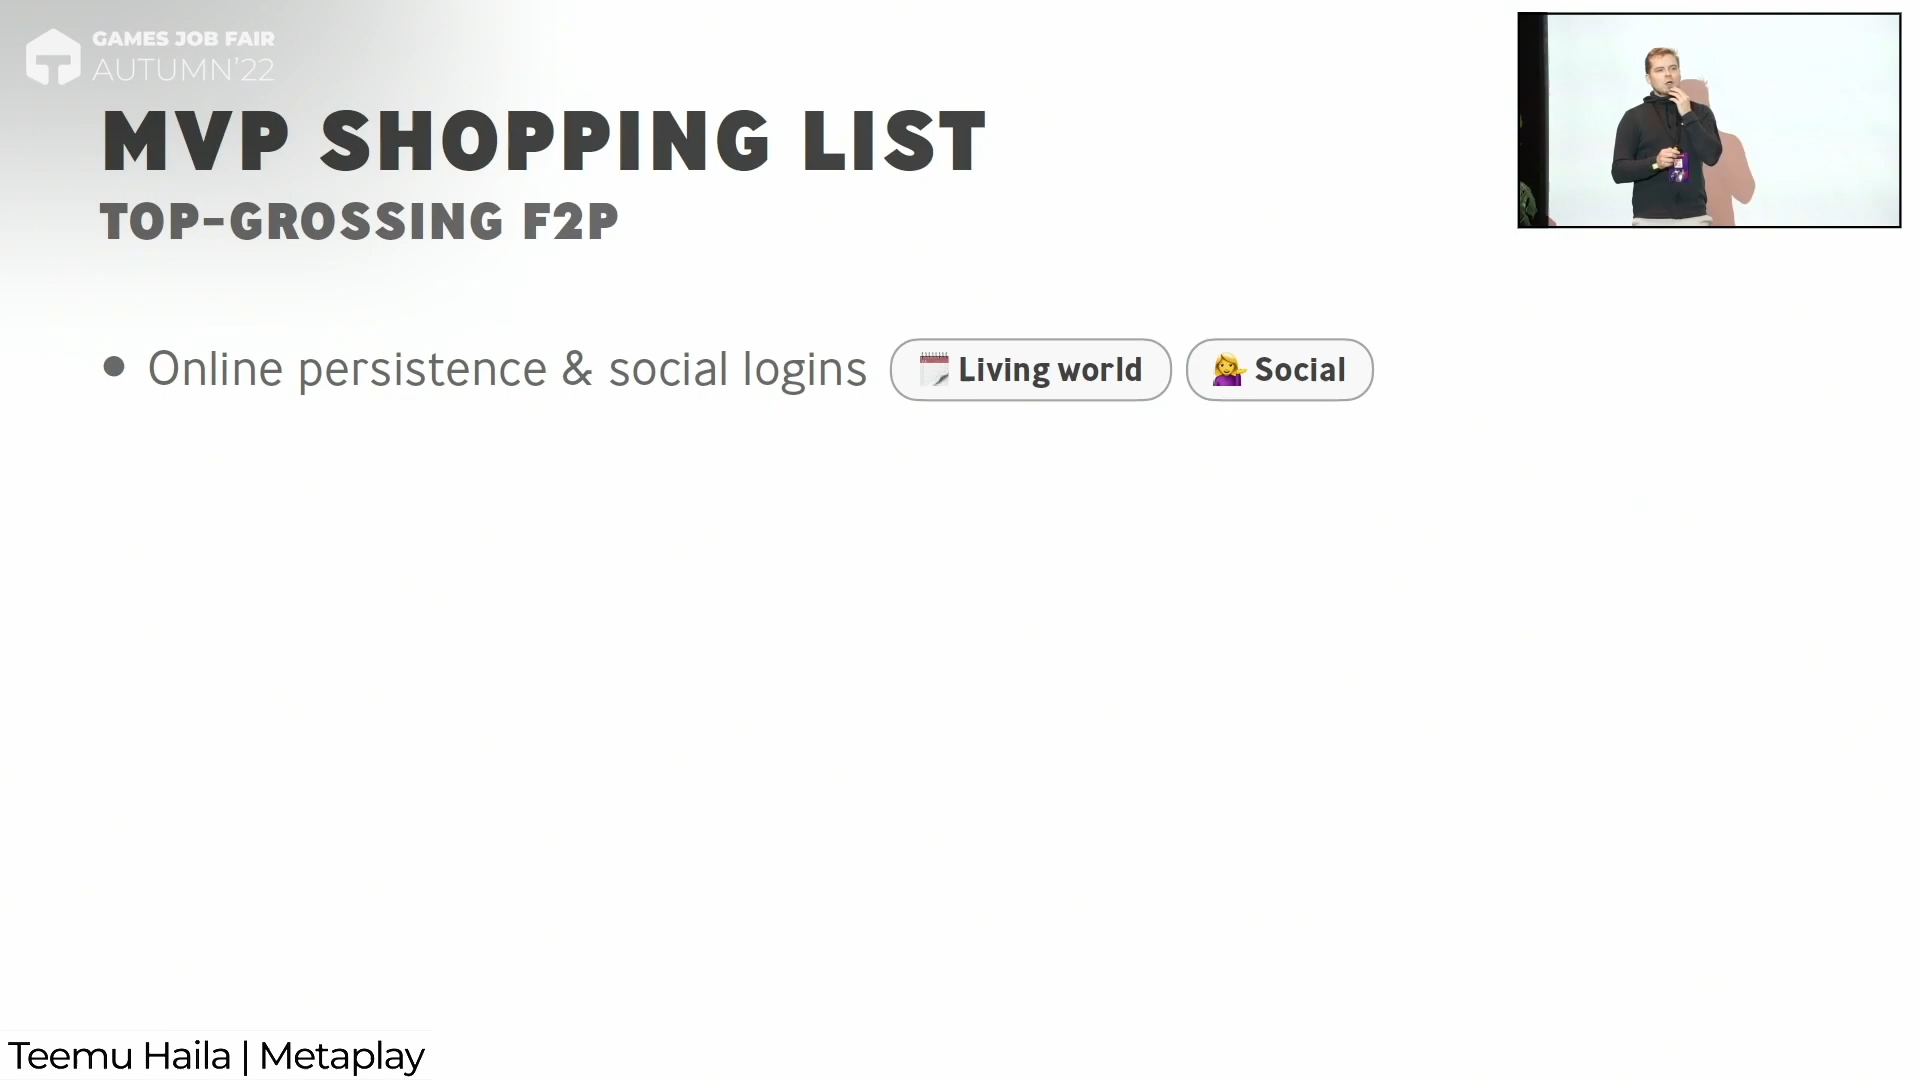 GAMES JOB FAIR
AUTUMN'22
MVP SHOPPING LIST
TOP-GROSSING F2P
• Online persistence & social logins Living world Social
Teemu Haila | Metaplay